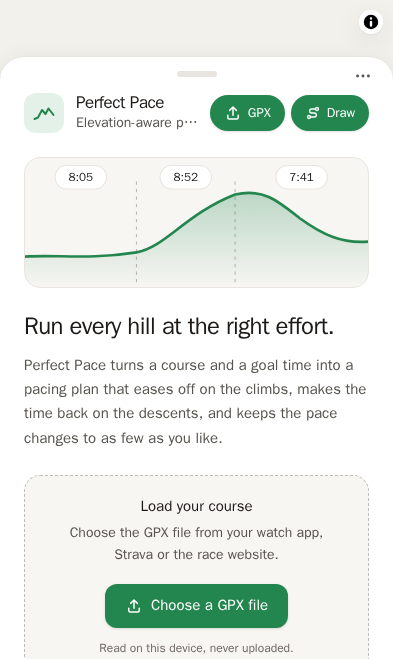 Perfect Pace
Elevation-aware p···
GPX
Draw
8:05
8:52
7:41
Run every hill at the right effort.
Perfect Pace turns a course and a goal time into a
pacing plan that eases off on the climbs, makes the
time back on the descents, and keeps the pace
changes to as few as you like.
Load your course
Choose the GPX file from your watch app,
Strava or the race website.
Choose a GPX file
Read on this device, never uploaded.